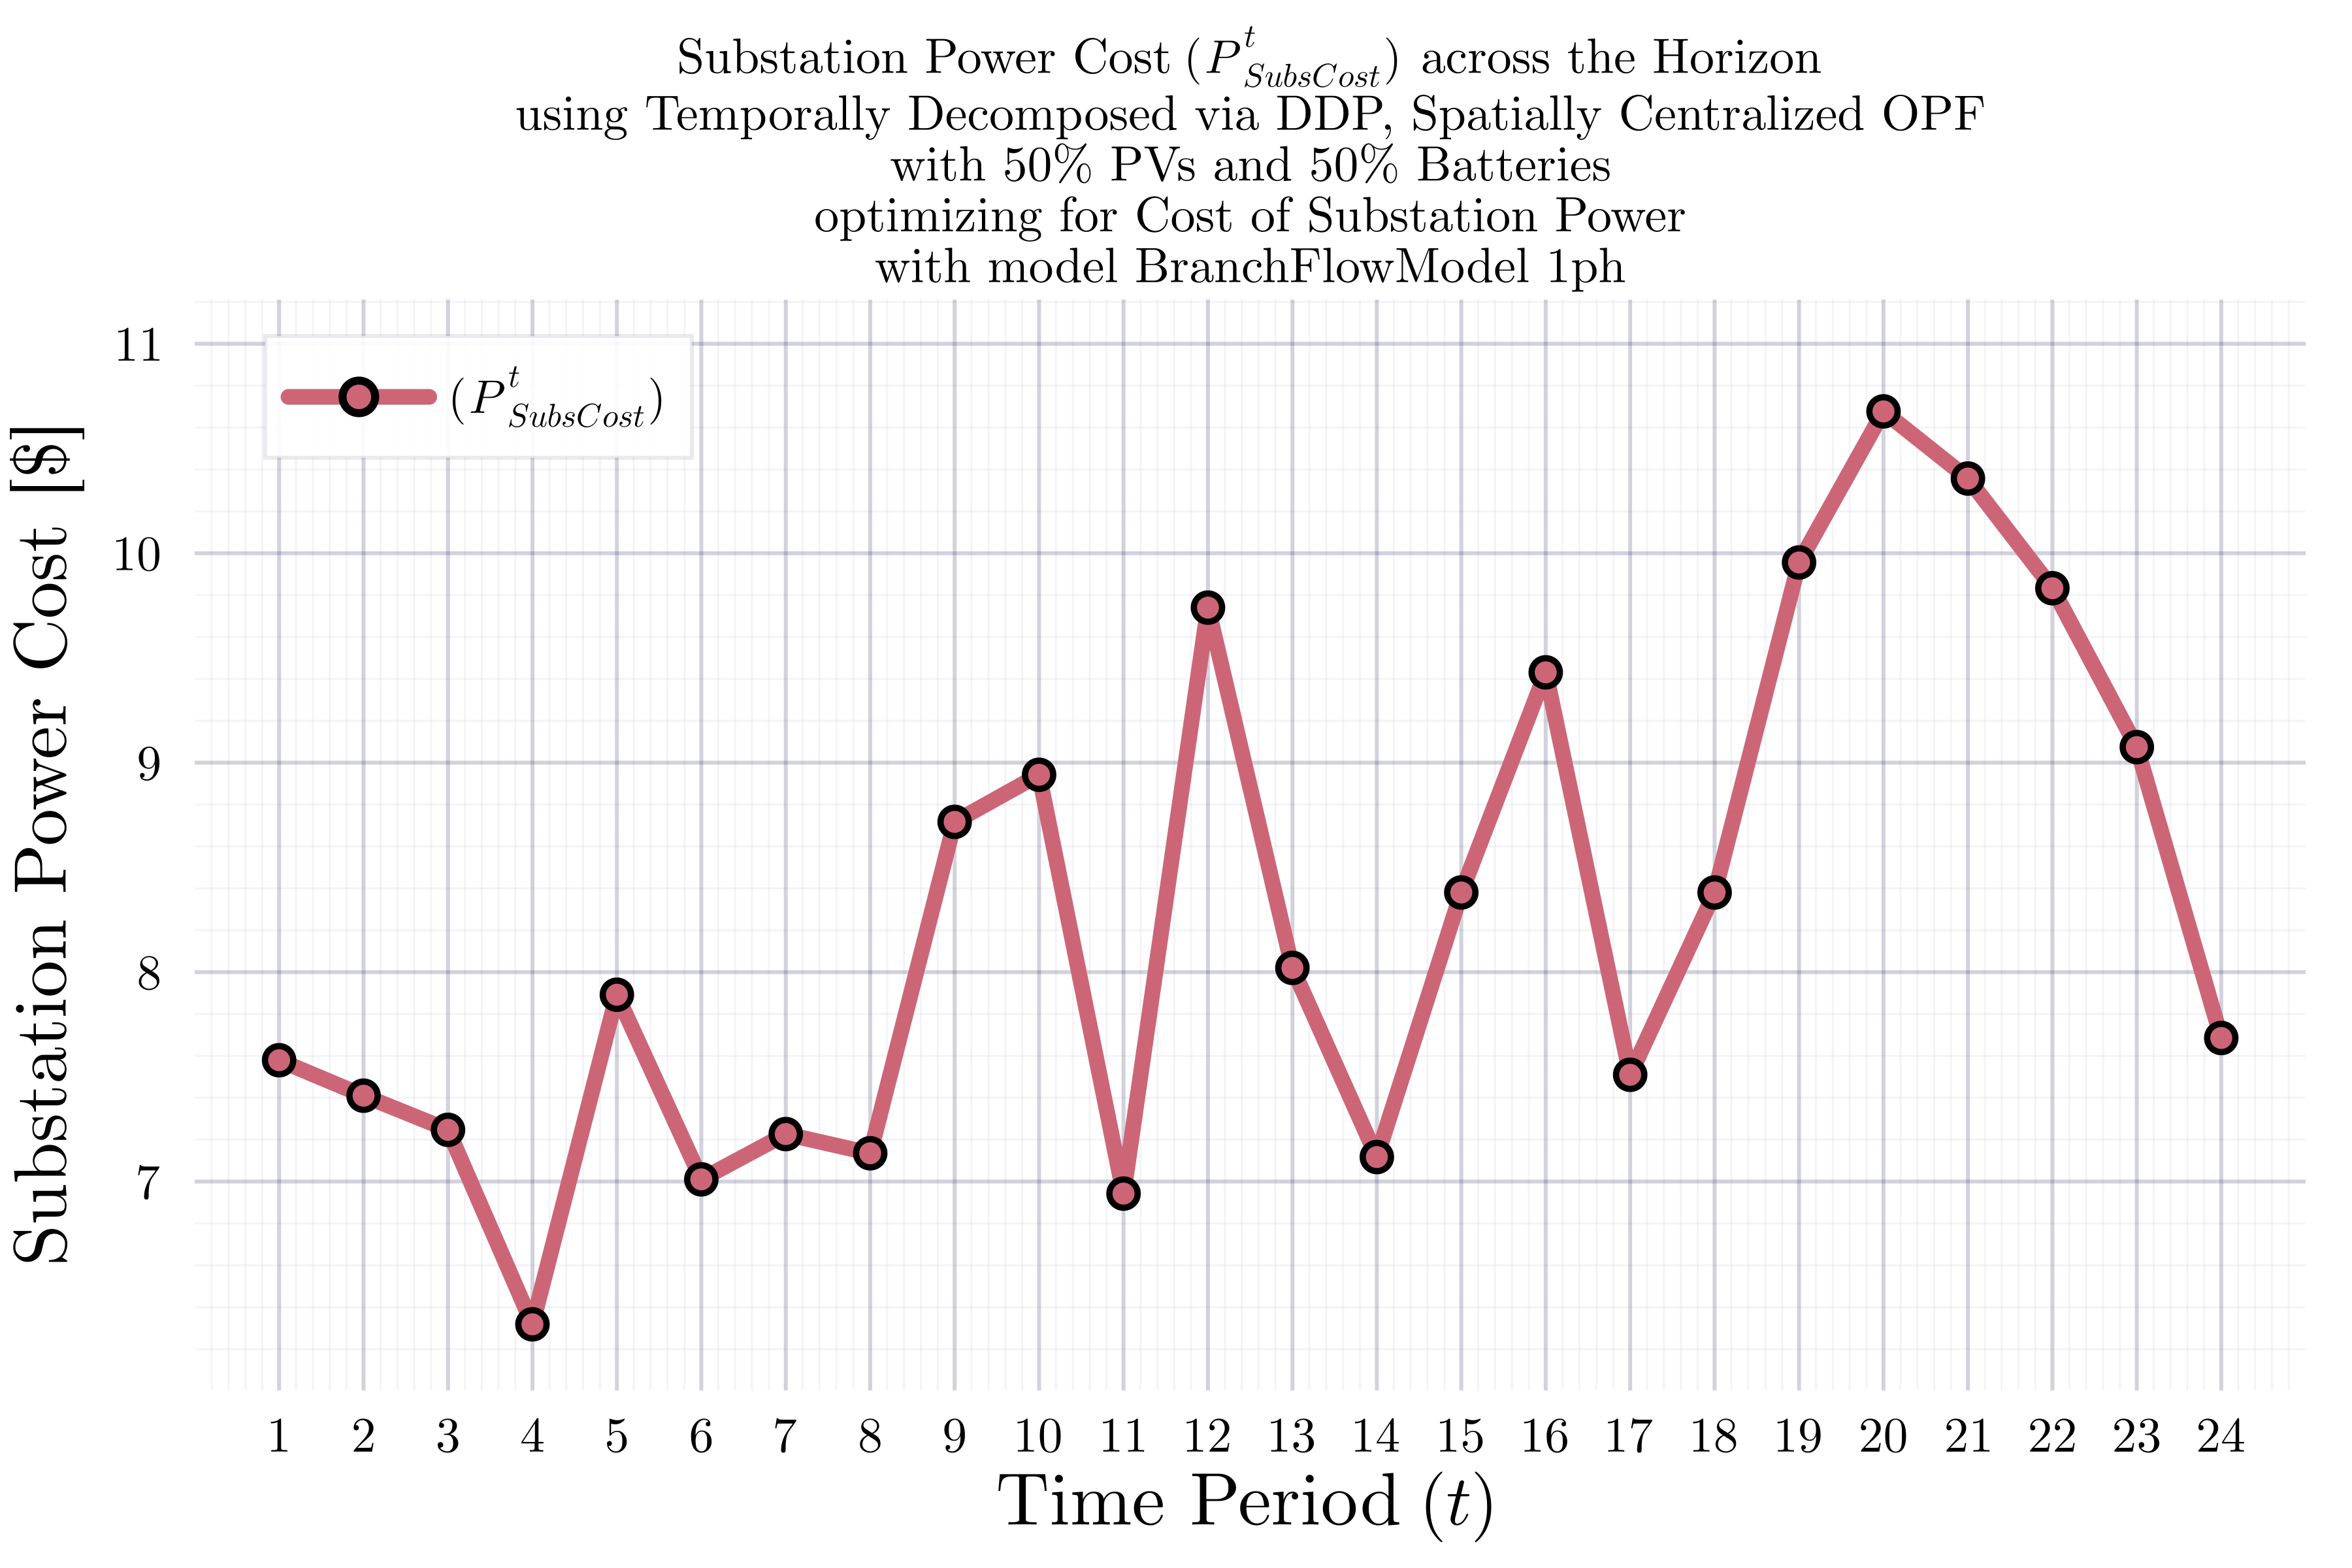 Substation Power Cost (P^t_SubsCost) across the Horizon
using Temporally Decomposed via DDP, Spatially Centralized OPF
with 50% PVs and 50% Batteries
optimizing for Cost of Substation Power
with model BranchFlowModel 1ph
(P^t_SubsCost)
Substation Power Cost [$]
11
10
9
8
7
1 2 3 4 5 6 7 8 9 10 11 12 13 14 15 16 17 18 19 20 21 22 23 24
Time Period (t)